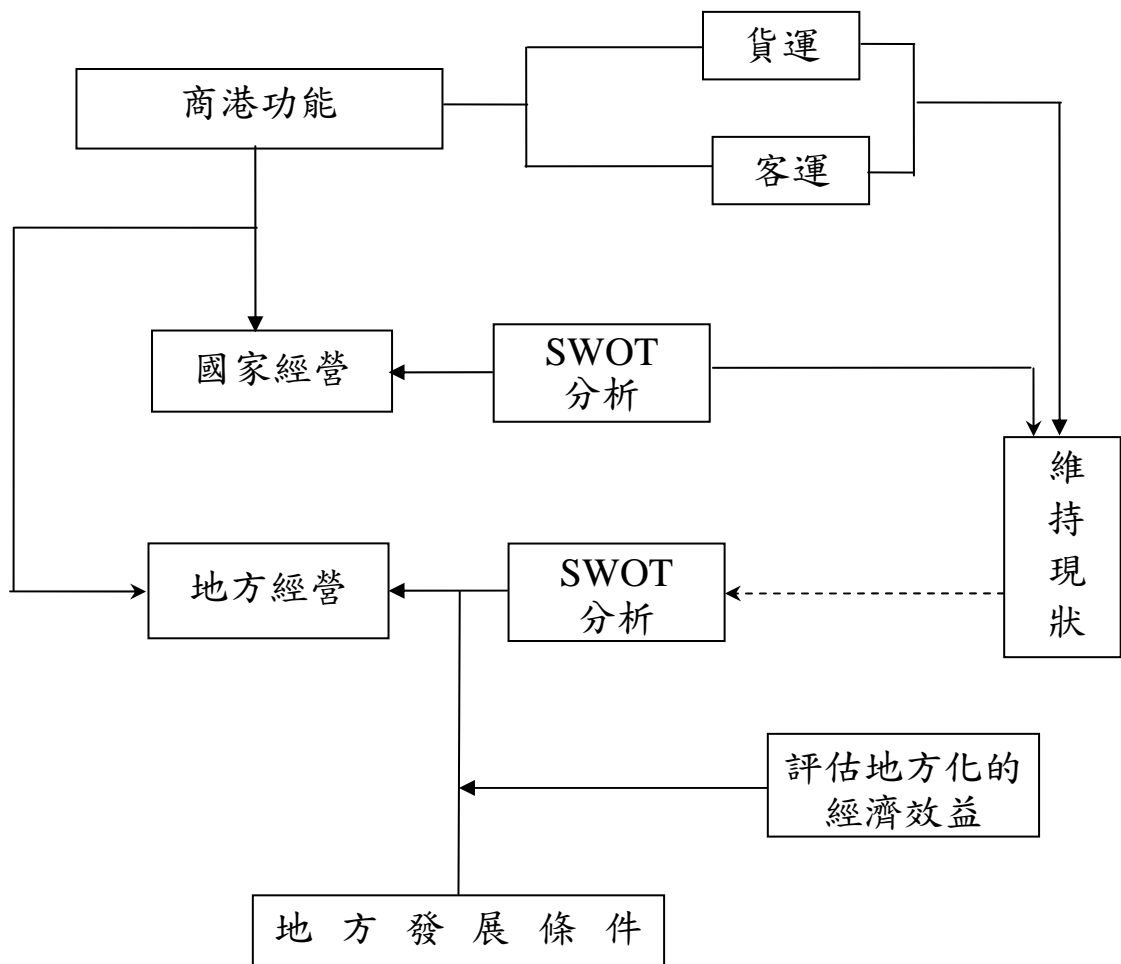 貨運
商港功能
客運
國家經營
SWOT
分析
維
持
現
狀
地方經營
SWOT
分析
評估地方化的
經濟效益
地方發展條件